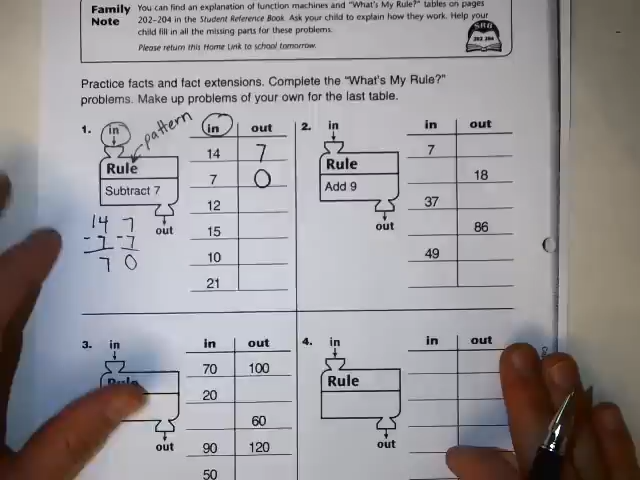 Family
Note
You can find an explanation of function machines and "What's My Rule?" tables on pages
202–204 in the Student Reference Book. Ask your child to explain how they work. Help your
child fill in all the missing parts for these problems.
Please return this Home Link to school tomorrow.
SRB
202 204
Practice facts and fact extensions. Complete the "What's My Rule?"
problems. Make up problems of your own for the last table.
1.
in
pattern
Rule
Subtract 7
out
14 7
- 7 -7
7 0
in out
14 7
7 0
12
15
10
21
2.
in
Rule
Add 9
out
in out
7
18
37
86
49
3.
in
Rule
out
in out
70 100
20
60
90 120
50
4.
in
Rule
out
in out